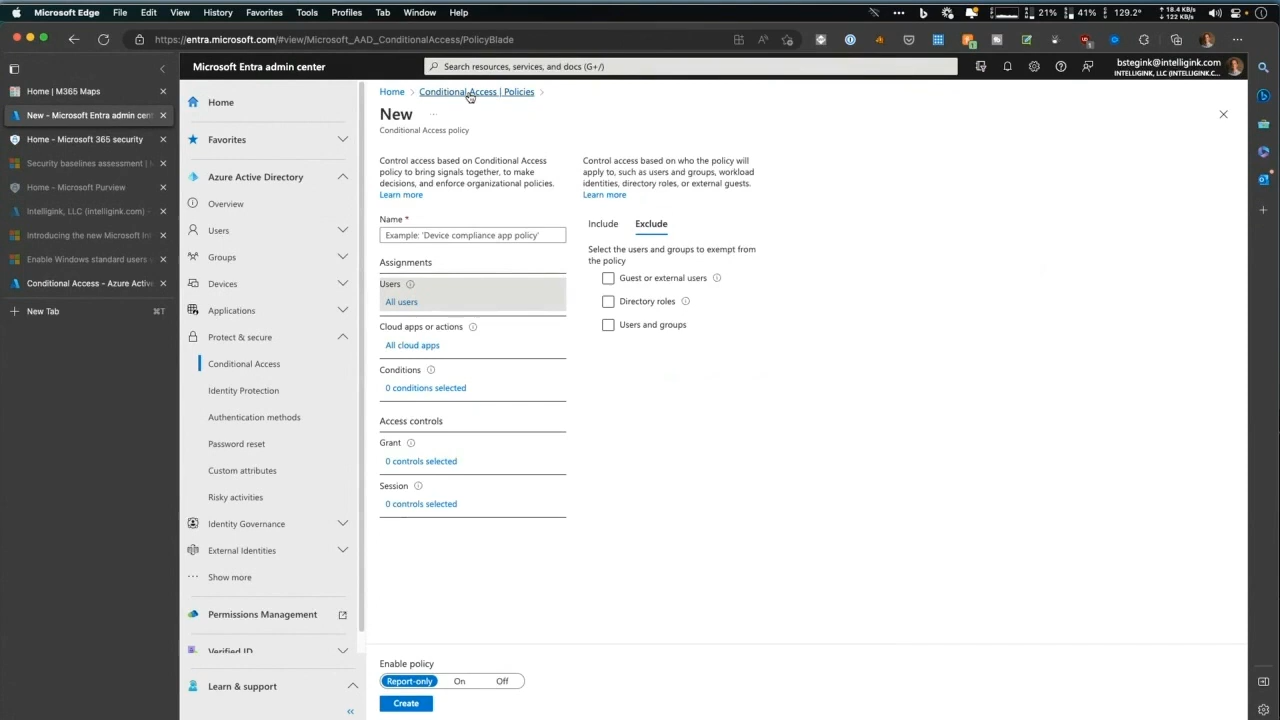 Microsoft Edge File Edit View History Favorites Tools Profiles Tab Window Help
21% 41% 129.2° 18.4 KB/s
122 KB/s
https://entra.microsoft.com/#view/Microsoft_AAD_ConditionalAccess/PolicyBlade
Home | M365 Maps
New - Microsoft Entra admin cent
Home - Microsoft 365 security
Security baselines assessment |
Home - Microsoft Purview
Intelligink, LLC (intelligink.com) -
Introducing the new Microsoft Int
Enable Windows standard users
Conditional Access - Azure Active
New Tab ⌘T
Microsoft Entra admin center
Search resources, services, and docs (G+/)
bstegink@intelligink.com
INTELLIGINK, LLC (INTELLIGINK.C...
Home
Favorites
Azure Active Directory
Overview
Users
Groups
Devices
Applications
Protect & secure
Conditional Access
Identity Protection
Authentication methods
Password reset
Custom attributes
Risky activities
Identity Governance
External Identities
Show more
Permissions Management
Verified ID
Learn & support
Home > Conditional Access | Policies >
New ...
Conditional Access policy
Control access based on Conditional Access
policy to bring signals together, to make
decisions, and enforce organizational policies.
Learn more
Name *
Example: 'Device compliance app policy'
Assignments
Users
All users
Cloud apps or actions
All cloud apps
Conditions
0 conditions selected
Access controls
Grant
0 controls selected
Session
0 controls selected
Control access based on who the policy will
apply to, such as users and groups, workload
identities, directory roles, or external guests.
Learn more
Include Exclude
Select the users and groups to exempt from
the policy
Guest or external users
Directory roles
Users and groups
Enable policy
Report-only On Off
Create